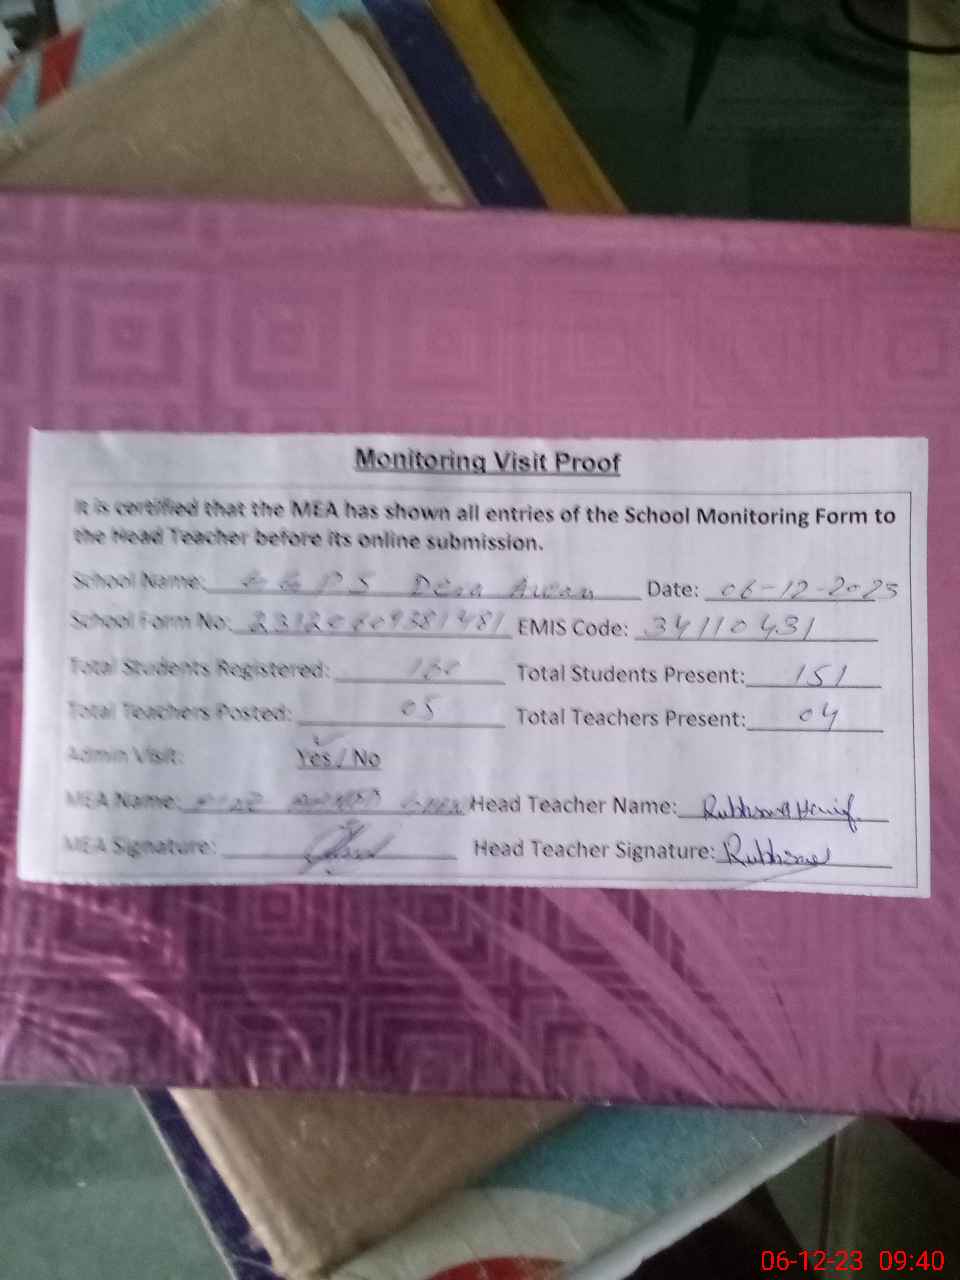 Monitoring Visit Proof
It is certified that the MEA has shown all entries of the School Monitoring Form to
the Head Teacher before its online submission.
School Name: G G P S Dera Date: 06-12-2023
School Form No: EMIS Code: 34110431
Total Students Registered: Total Students Present: 151
Total Teachers Posted: 05 Total Teachers Present: 04
Admin Visit: Yes / No
MEA Name: Head Teacher Name:
MEA Signature: Head Teacher Signature:
06-12-23 09:40